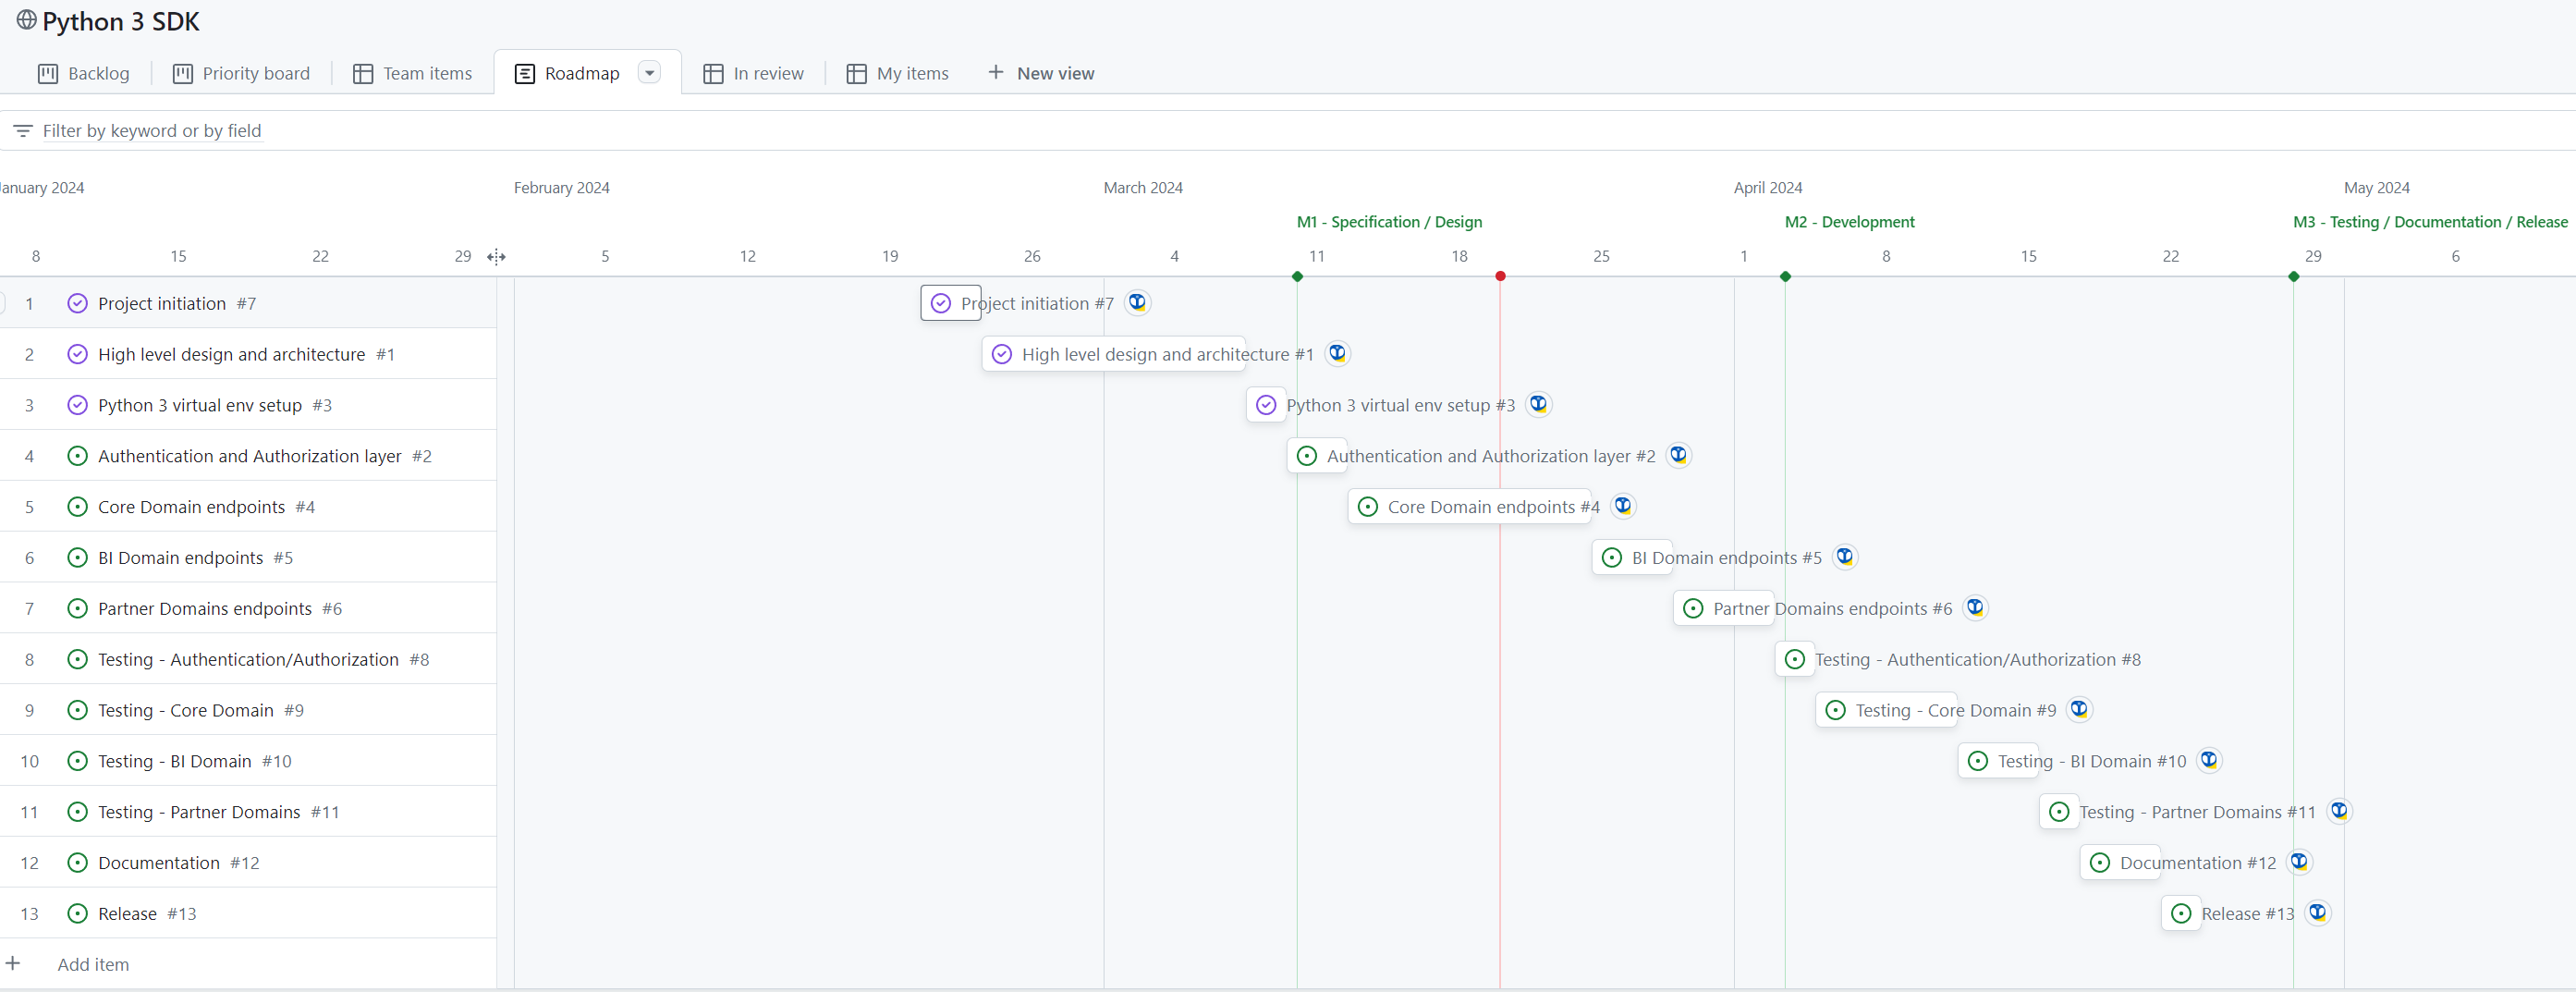 Python 3 SDK
Backlog Priority board Team items Roadmap In review My items + New view
Filter by keyword or by field
January 2024 February 2024 March 2024 April 2024 May 2024
M1 - Specification / Design M2 - Development M3 - Testing / Documentation / Release
8 15 22 29 5 12 19 26 4 11 18 25 1 8 15 22 29 6
1 Project initiation #7 Project initiation #7
2 High level design and architecture #1 High level design and architecture #1
3 Python 3 virtual env setup #3 Python 3 virtual env setup #3
4 Authentication and Authorization layer #2 Authentication and Authorization layer #2
5 Core Domain endpoints #4 Core Domain endpoints #4
6 BI Domain endpoints #5 BI Domain endpoints #5
7 Partner Domains endpoints #6 Partner Domains endpoints #6
8 Testing - Authentication/Authorization #8 Testing - Authentication/Authorization #8
9 Testing - Core Domain #9 Testing - Core Domain #9
10 Testing - BI Domain #10 Testing - BI Domain #10
11 Testing - Partner Domains #11 Testing - Partner Domains #11
12 Documentation #12 Documentation #12
13 Release #13 Release #13
+ Add item